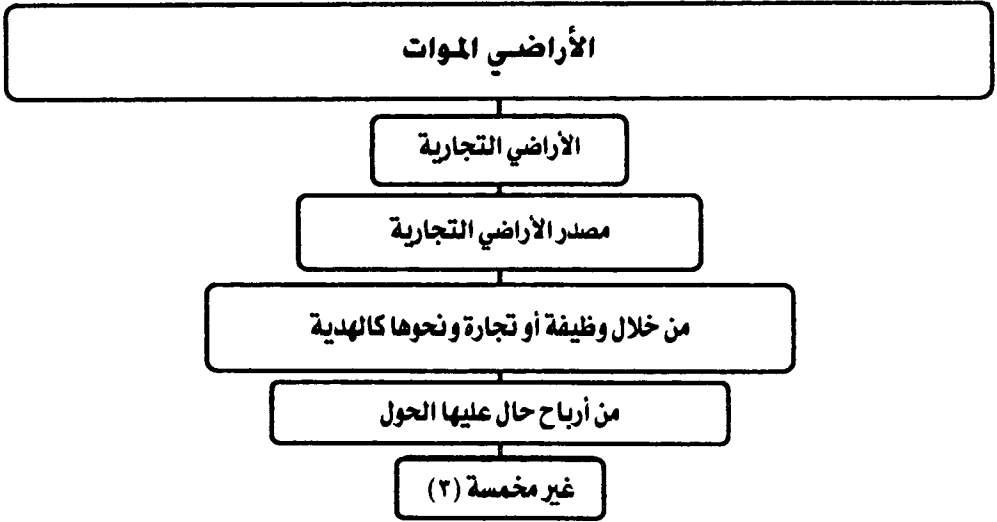 الأراضي الموات
الأراضي التجارية
مصدر الأراضي التجارية
من خلال وظيفة أو تجارة ونحوها كالهدية
من أرباح حال عليها الحول
غير مخمسة (٣)